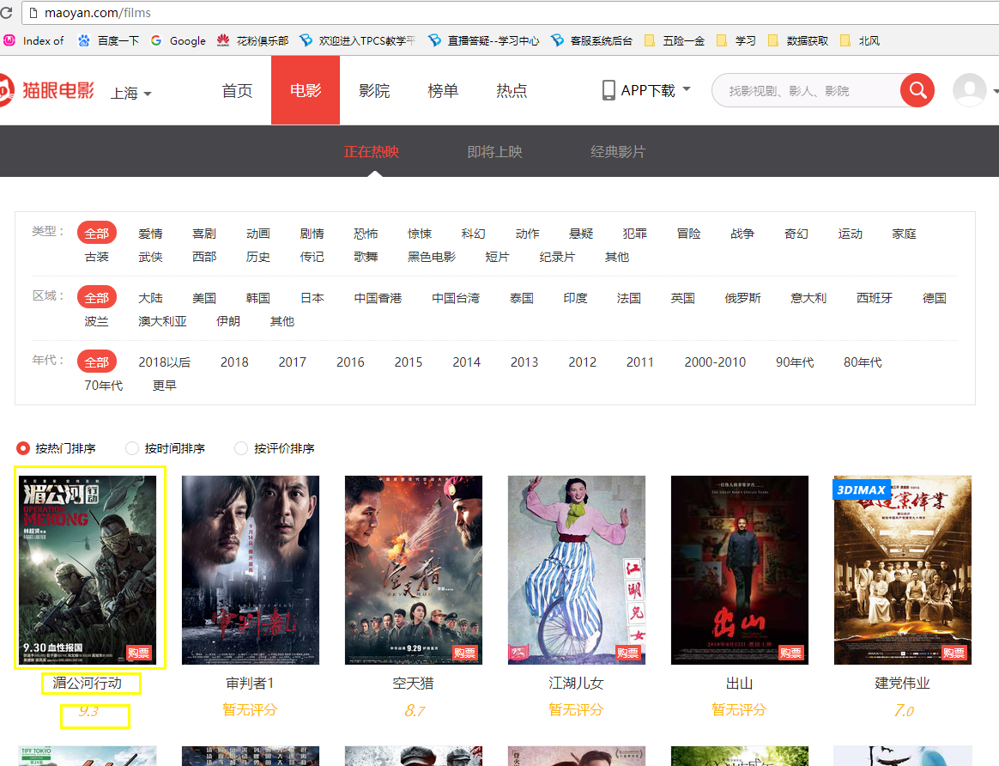 maoyan.com/films
Index of 百度一下 Google 花粉俱乐部 欢迎进入TPCS教学平 直播答疑--学习中心 客服系统后台 五险一金 学习 数据获取 北风
猫眼电影 上海 首页 电影 影院 榜单 热点 APP下载 找影视剧、影人、影院
正在热映 即将上映 经典影片
类型 : 全部 爱情 喜剧 动画 剧情 恐怖 惊悚 科幻 动作 悬疑 犯罪 冒险 战争 奇幻 运动 家庭
古装 武侠 西部 历史 传记 歌舞 黑色电影 短片 纪录片 其他
区域 : 全部 大陆 美国 韩国 日本 中国香港 中国台湾 泰国 印度 法国 英国 俄罗斯 意大利 西班牙 德国
波兰 澳大利亚 伊朗 其他
年代 : 全部 2018以后 2018 2017 2016 2015 2014 2013 2012 2011 2000-2010 90年代 80年代
70年代 更早
按热门排序 按时间排序 按评价排序
湄公河行动
OPERATION
MEKONG
林超贤
9.30 血性报国
购票
审判者
空天猎
9.29
购票
江湖儿女
购票
出山
购票
3DIMAX
建党伟业
购票
湄公河行动 审判者1 空天猎 江湖儿女 出山 建党伟业
9.3 暂无评分 8.7 暂无评分 暂无评分 7.0
TIFF TOKYO